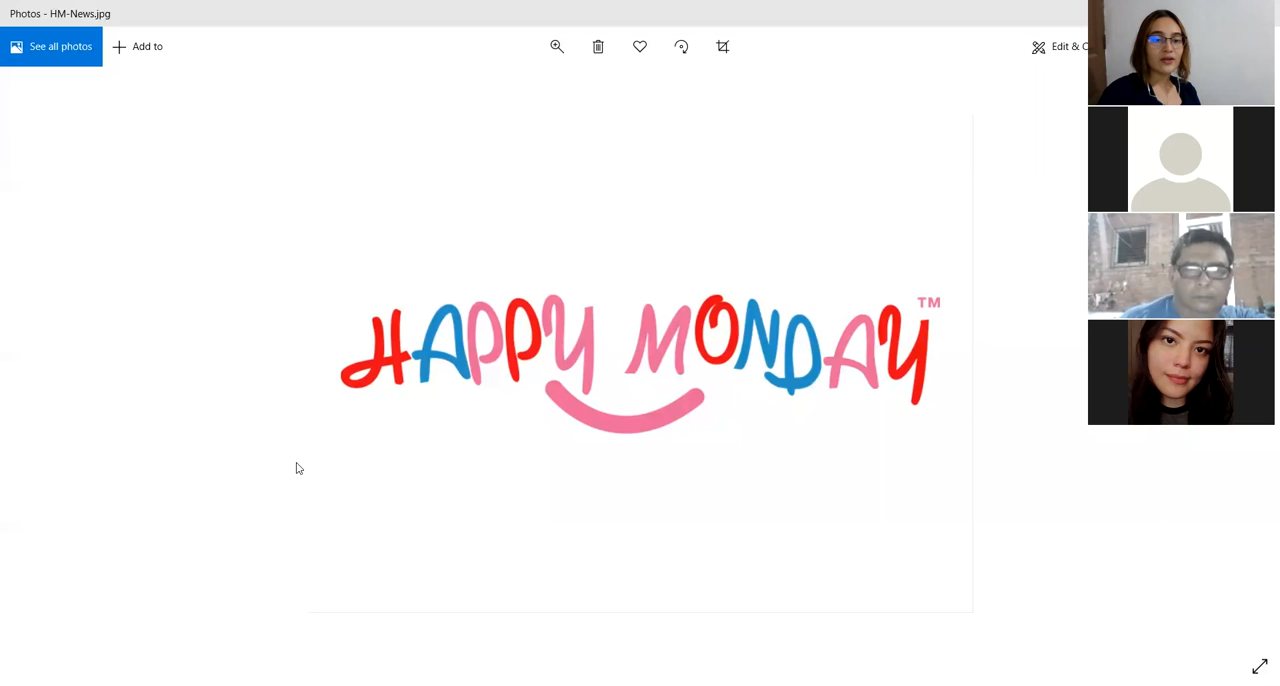 Photos - HM-News.jpg
See all photos
Add to
Edit & C
HAPPY MONDAY™